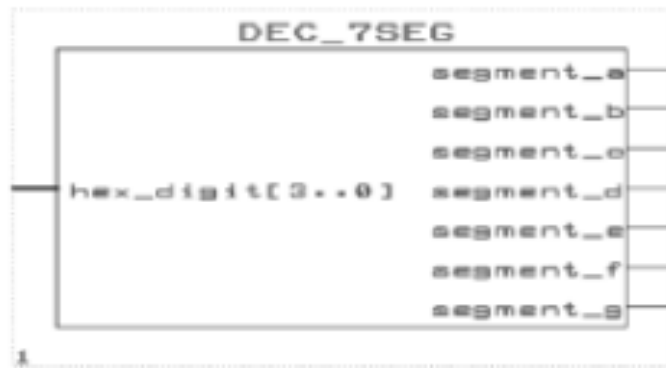 DEC_7SEG
segment_a
segment_b
segment_c
hex_digit[3..0] segment_d
segment_e
segment_f
segment_g
1